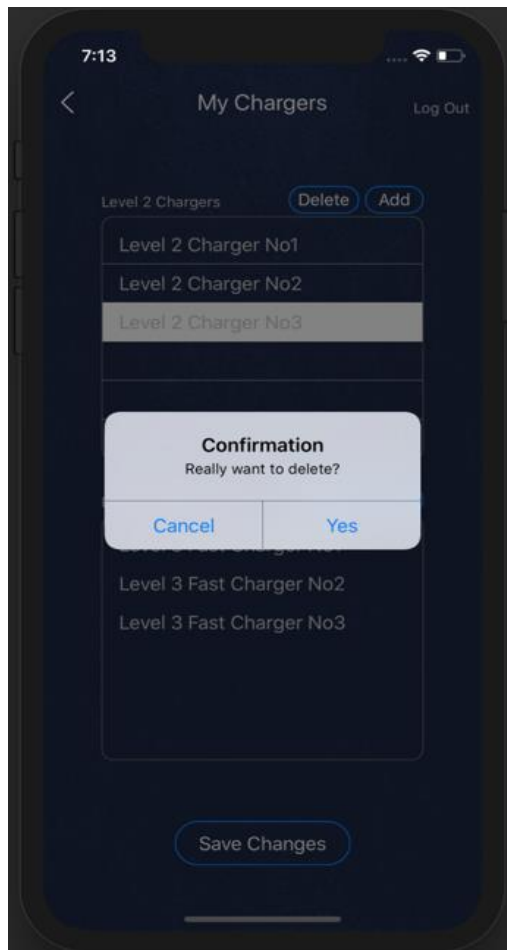 7:13
My Chargers
Log Out
Level 2 Chargers
Delete
Add
Level 2 Charger No1
Level 2 Charger No2
Level 2 Charger No3
Confirmation
Really want to delete?
Cancel
Yes
Level 3 Fast Charger No2
Level 3 Fast Charger No3
Save Changes